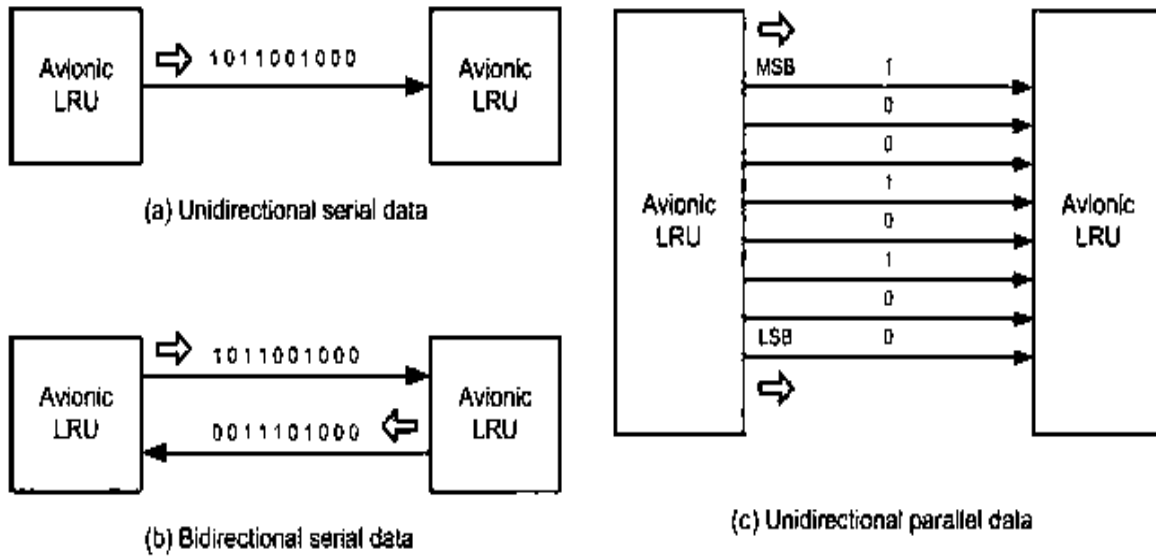 Avionic
LRU
1011001000
Avionic
LRU
(a) Unidirectional serial data
Avionic
LRU
1011001000
0011101000
Avionic
LRU
(b) Bidirectional serial data
Avionic
LRU
MSB
1
0
0
1
0
1
0
LSB
0
Avionic
LRU
(c) Unidirectional parallel data